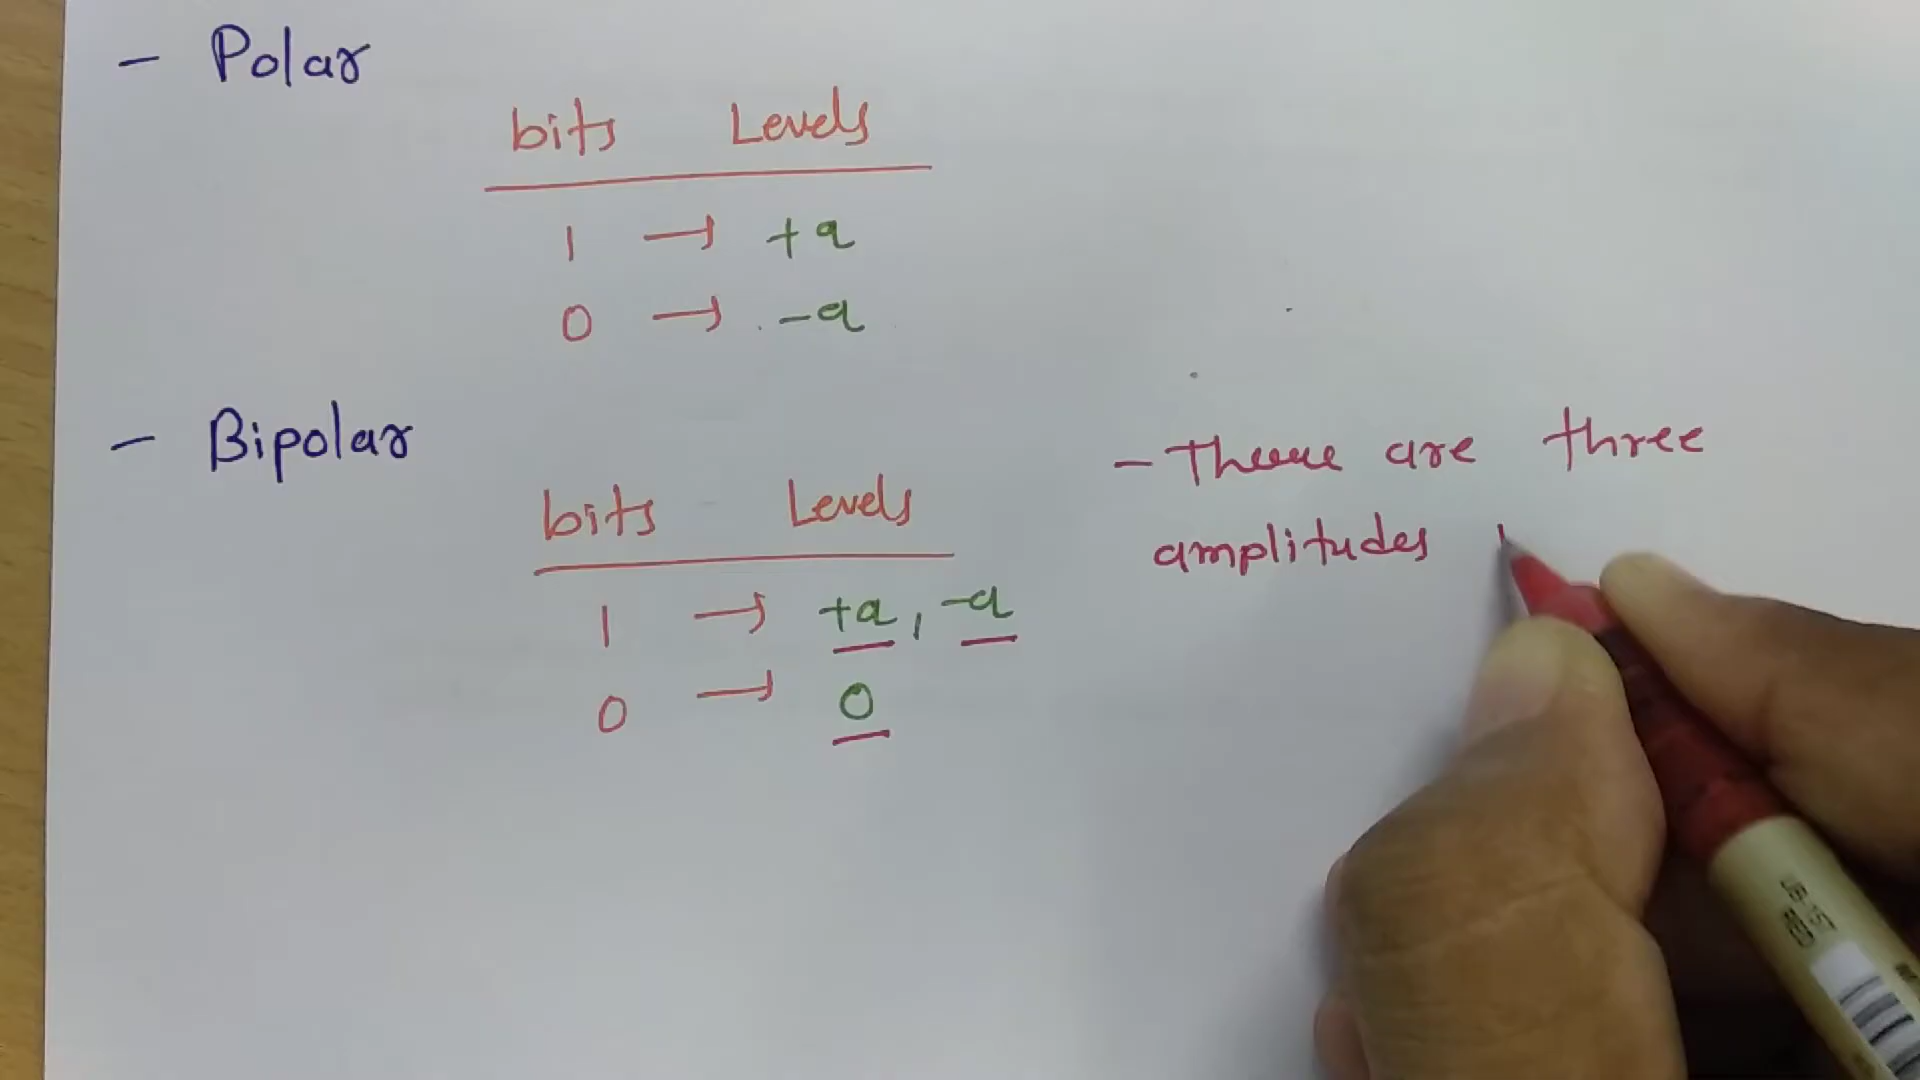 - Polar
bits Levels
1 → +a
0 → -a
- Bipolar
bits Levels
1 → +a, -a
0 → 0
- There are three
amplitudes